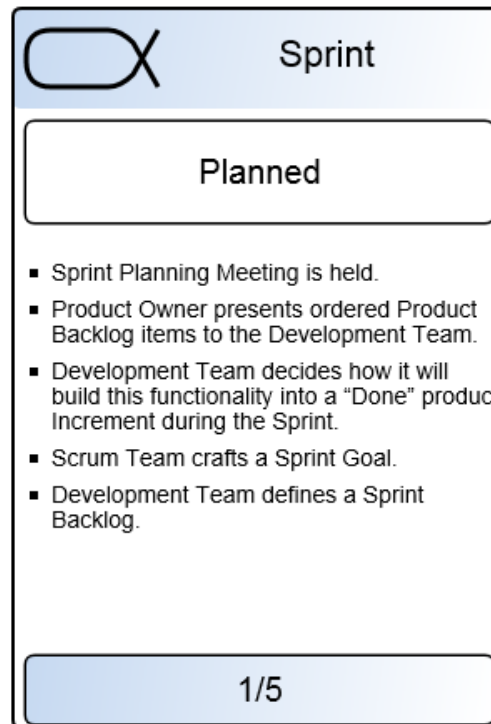 Sprint
Planned
▪ Sprint Planning Meeting is held.
▪ Product Owner presents ordered Product
Backlog items to the Development Team.
▪ Development Team decides how it will
build this functionality into a “Done” produc
Increment during the Sprint.
▪ Scrum Team crafts a Sprint Goal.
▪ Development Team defines a Sprint
Backlog.
1/5